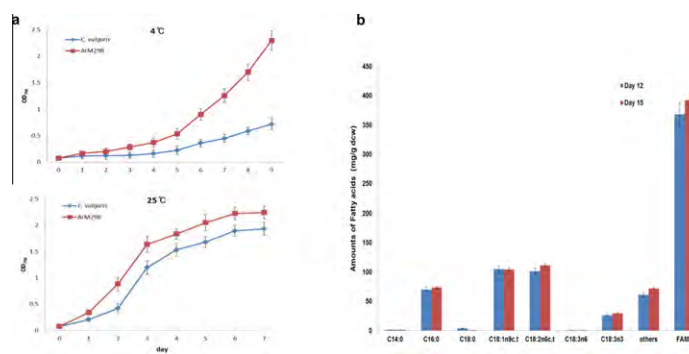 a
4℃
C. vulgaris
ArM29B
2.5
2
1.5
1
0.5
0
0 1 2 3 4 5 6 7 8 9
25℃
C. vulgaris
ArM29B
2.5
2
1.5
1
0.5
0
0 1 2 3 4 5 6 7
day
b
Day 12
Day 15
Amounts of Fatty acids (mg/g dcw)
450
400
350
300
250
200
150
100
50
0
C14:0 C16:0 C18:0 C18:1n9c,t C18:2n6c,t C18:3n6 C18:3n3 others